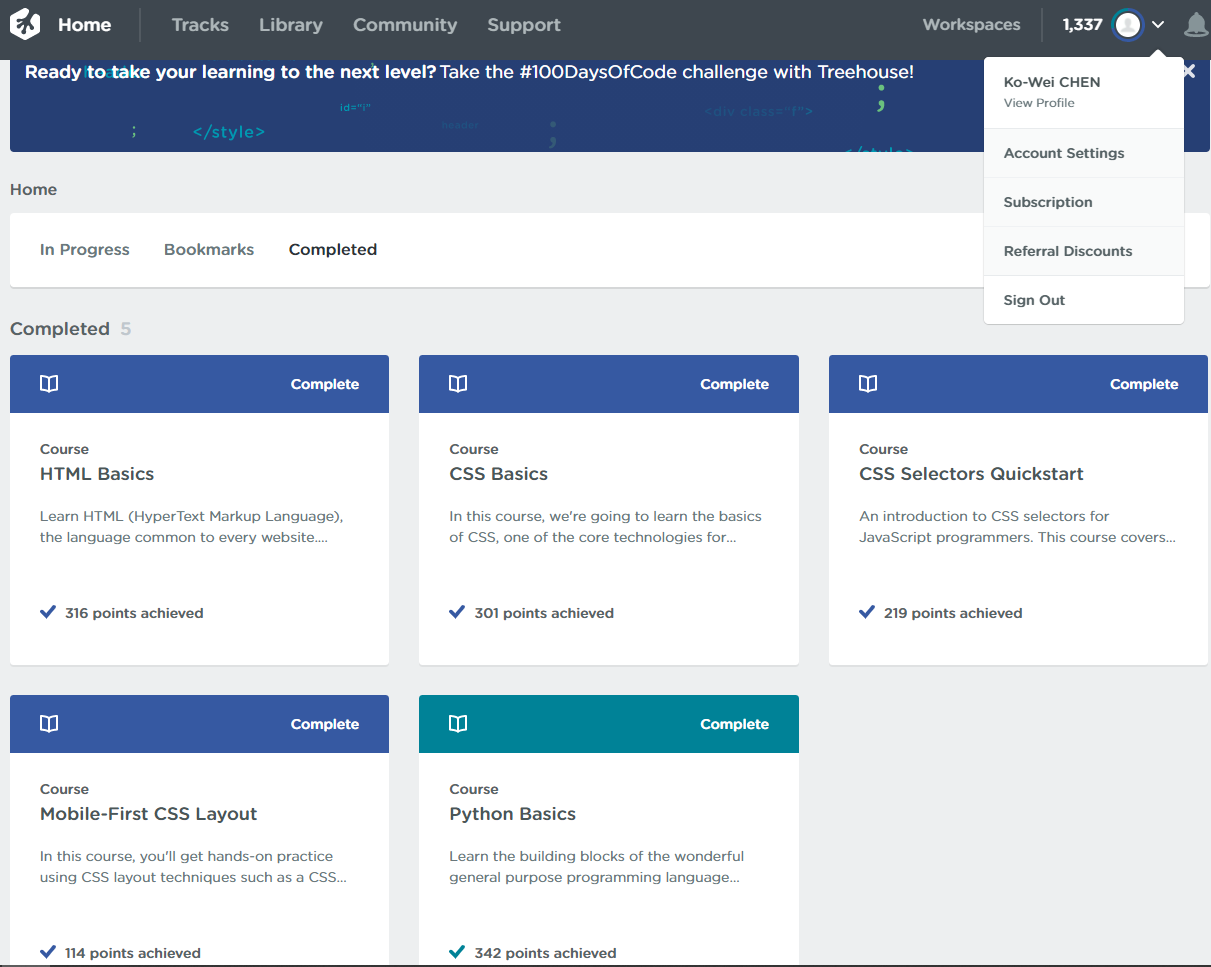 Home Tracks Library Community Support Workspaces 1,337
Ready to take your learning to the next level? Take the #100DaysOfCode challenge with Treehouse!
id="i"
<div class="f">
;
; </style>
header
;
</style>
Ko-Wei CHEN
View Profile
Account Settings
Subscription
Referral Discounts
Sign Out
Home
In Progress Bookmarks Completed
Completed 5
Complete
Course
HTML Basics
Learn HTML (HyperText Markup Language),
the language common to every website....
316 points achieved
Complete
Course
CSS Basics
In this course, we're going to learn the basics
of CSS, one of the core technologies for...
301 points achieved
Complete
Course
CSS Selectors Quickstart
An introduction to CSS selectors for
JavaScript programmers. This course covers...
219 points achieved
Complete
Course
Mobile-First CSS Layout
In this course, you'll get hands-on practice
using CSS layout techniques such as a CSS...
114 points achieved
Complete
Course
Python Basics
Learn the building blocks of the wonderful
general purpose programming language...
342 points achieved